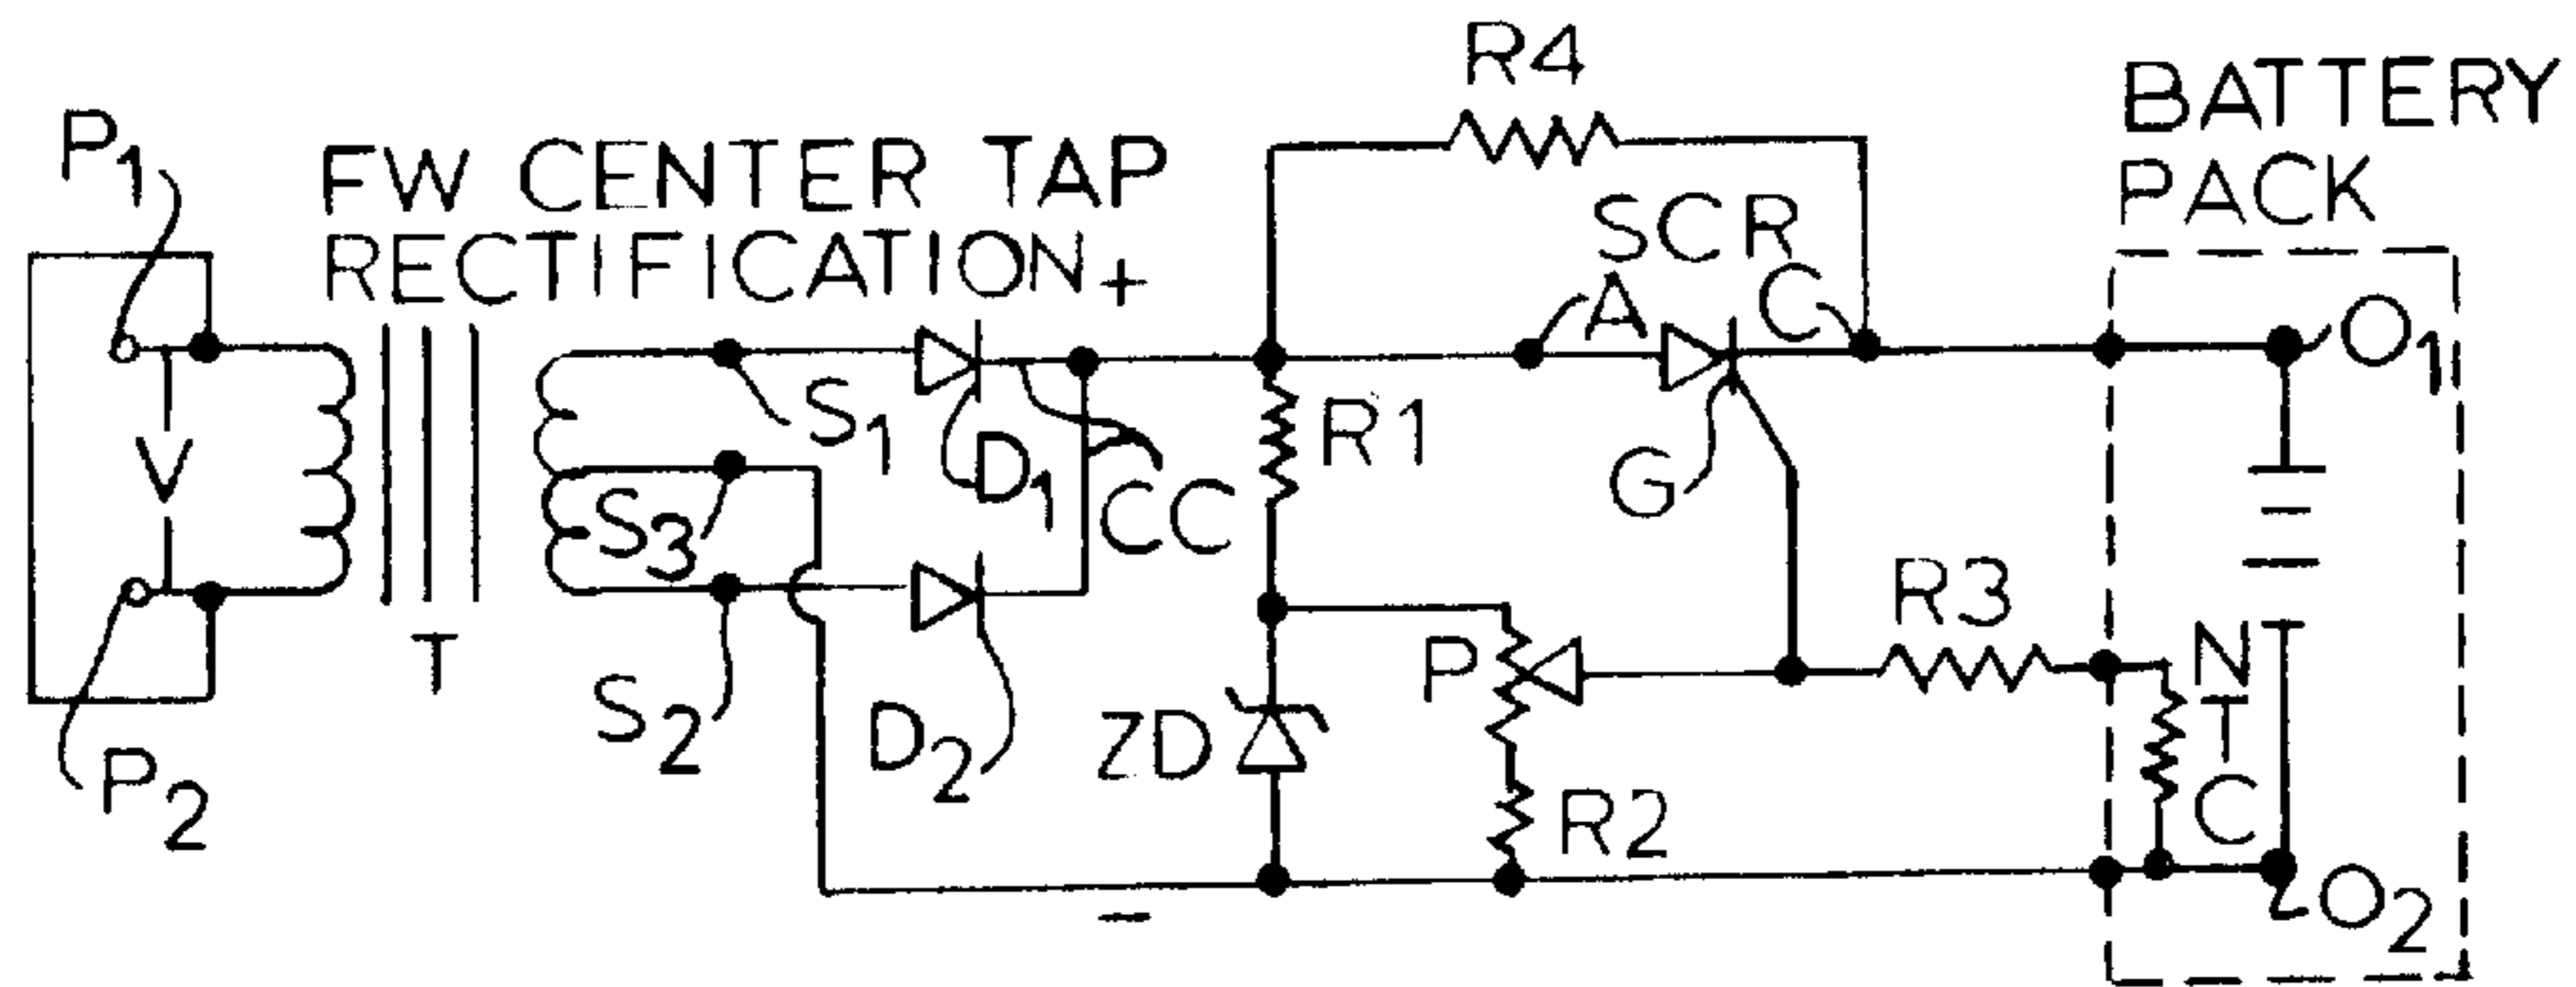 R4
BATTERY
PACK
P1
FW CENTER TAP
RECTIFICATION +
SCR
A
C
O1
S1
D1
CC
R1
G
V
S3
R3
T
S2
D2
ZD
P
NTC
R2
P2
−
O2